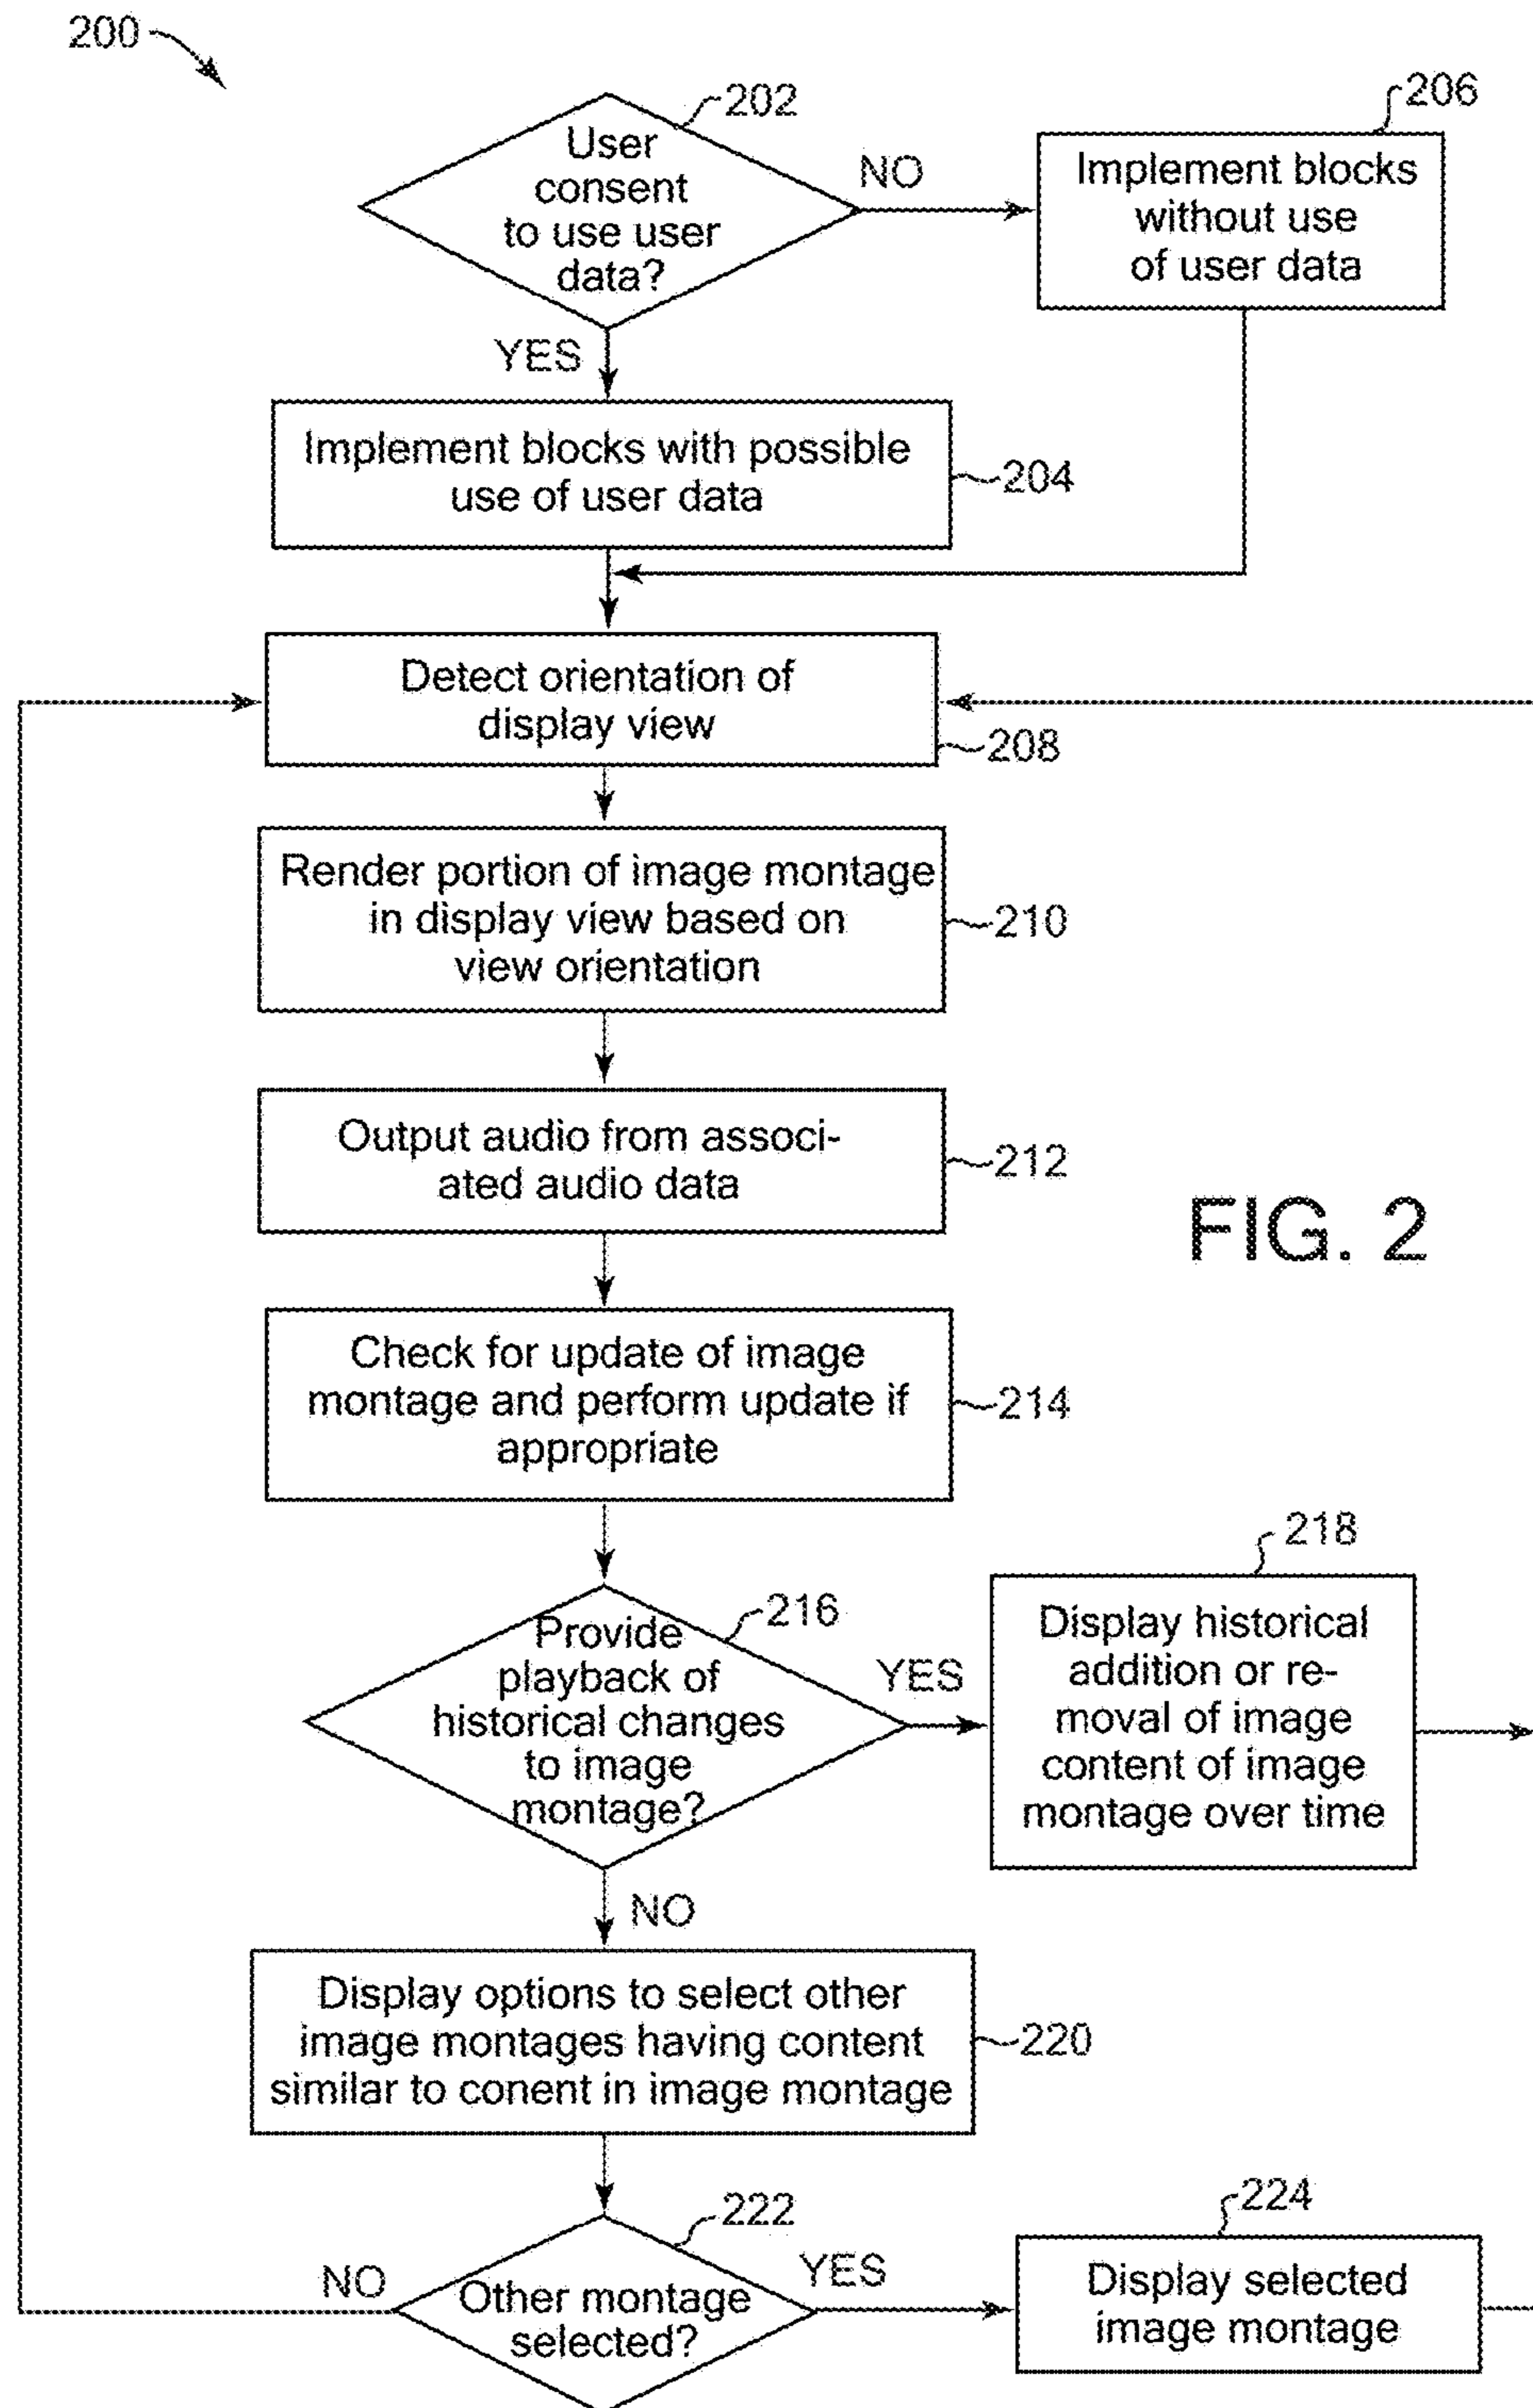 200
202
User
consent
to use user
data?
NO
206
Implement blocks
without use
of user data
YES
Implement blocks with possible
use of user data
204
Detect orientation of
display view
208
Render portion of image montage
in display view based on
view orientation
210
Output audio from associ-
ated audio data
212
FIG. 2
Check for update of image
montage and perform update if
appropriate
214
216
Provide
playback of
historical changes
to image
montage?
YES
218
Display historical
addition or re-
moval of image
content of image
montage over time
NO
Display options to select other
image montages having content
similar to conent in image montage
220
222
Other montage
selected?
NO
YES
224
Display selected
image montage